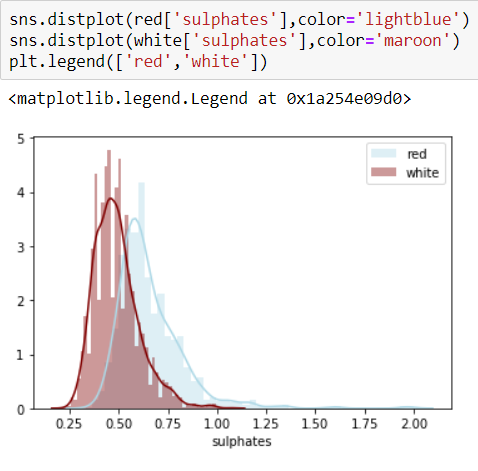 sns.distplot(red['sulphates'],color='lightblue')
sns.distplot(white['sulphates'],color='maroon')
plt.legend(['red','white'])
<matplotlib.legend.Legend at 0x1a254e09d0>
5
red
white
4
3
2
1
0
0.25 0.50 0.75 1.00 1.25 1.50 1.75 2.00
sulphates